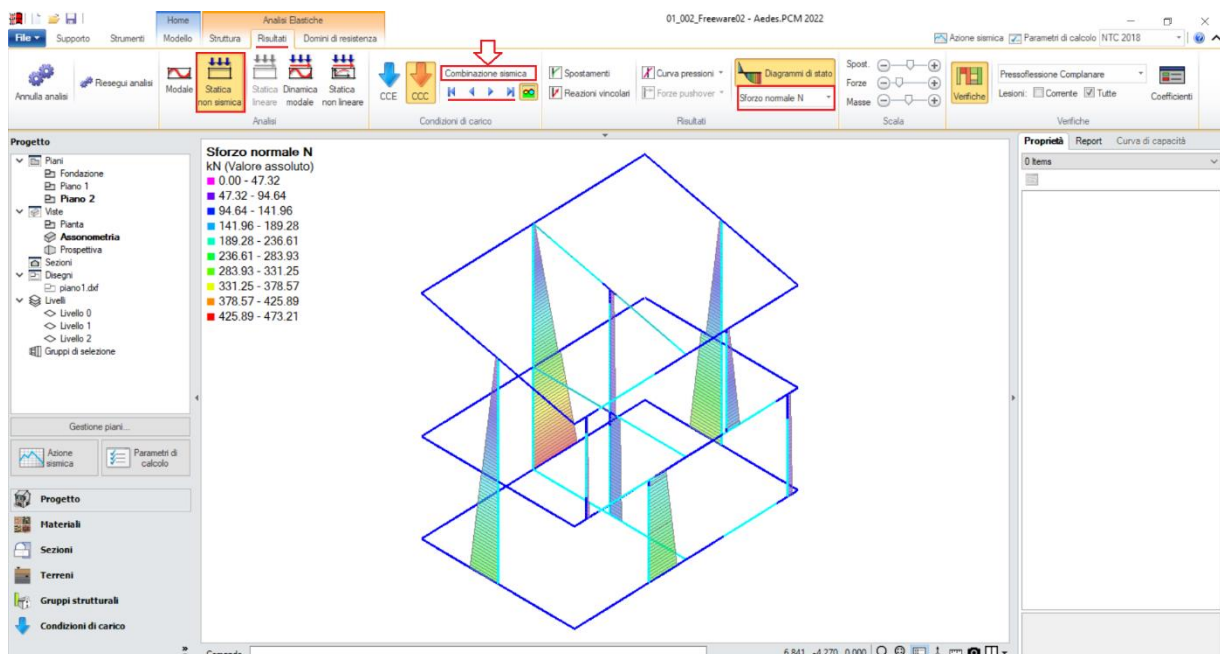 01_002_Freeware02 - Aedes.PCM 2022
Home
Analisi Elastiche
File
Supporto
Strumenti
Modello
Struttura
Risultati
Domini di resistenza
Azione sismica
Parametri di calcolo
NTC 2018
Annulla analisi
Riesegui analisi
Modale
Statica non sismica
Statica lineare
Dinamica modale
Statica non lineare
Analisi
CCE
CCC
Combinazione sismica
Condizioni di carico
Spostamenti
Reazioni vincolari
Curva pressioni
Forze pushover
Diagrammi di stato
Sforzo normale N
Risultati
Spost.
Forze
Masse
Scala
Verifiche
Pressoflessione Complanare
Lesioni:
Corrente
Tutte
Coefficienti
Verifiche
Progetto
Piani
Fondazione
Piano 1
Piano 2
Viste
Pianta
Assonometria
Prospettiva
Sezioni
Disegni
piano1.dxf
Livelli
Livello 0
Livello 1
Livello 2
Gruppi di selezione
Gestione piani...
Azione sismica
Parametri di calcolo
Progetto
Materiali
Sezioni
Terreni
Gruppi strutturali
Condizioni di carico
Sforzo normale N
kN (Valore assoluto)
0.00 - 47.32
47.32 - 94.64
94.64 - 141.96
141.96 - 189.28
189.28 - 236.61
236.61 - 283.93
283.93 - 331.25
331.25 - 378.57
378.57 - 425.89
425.89 - 473.21
Proprietà
Report
Curva di capacità
0 Items
Comando
6.841 -4.270 0.000